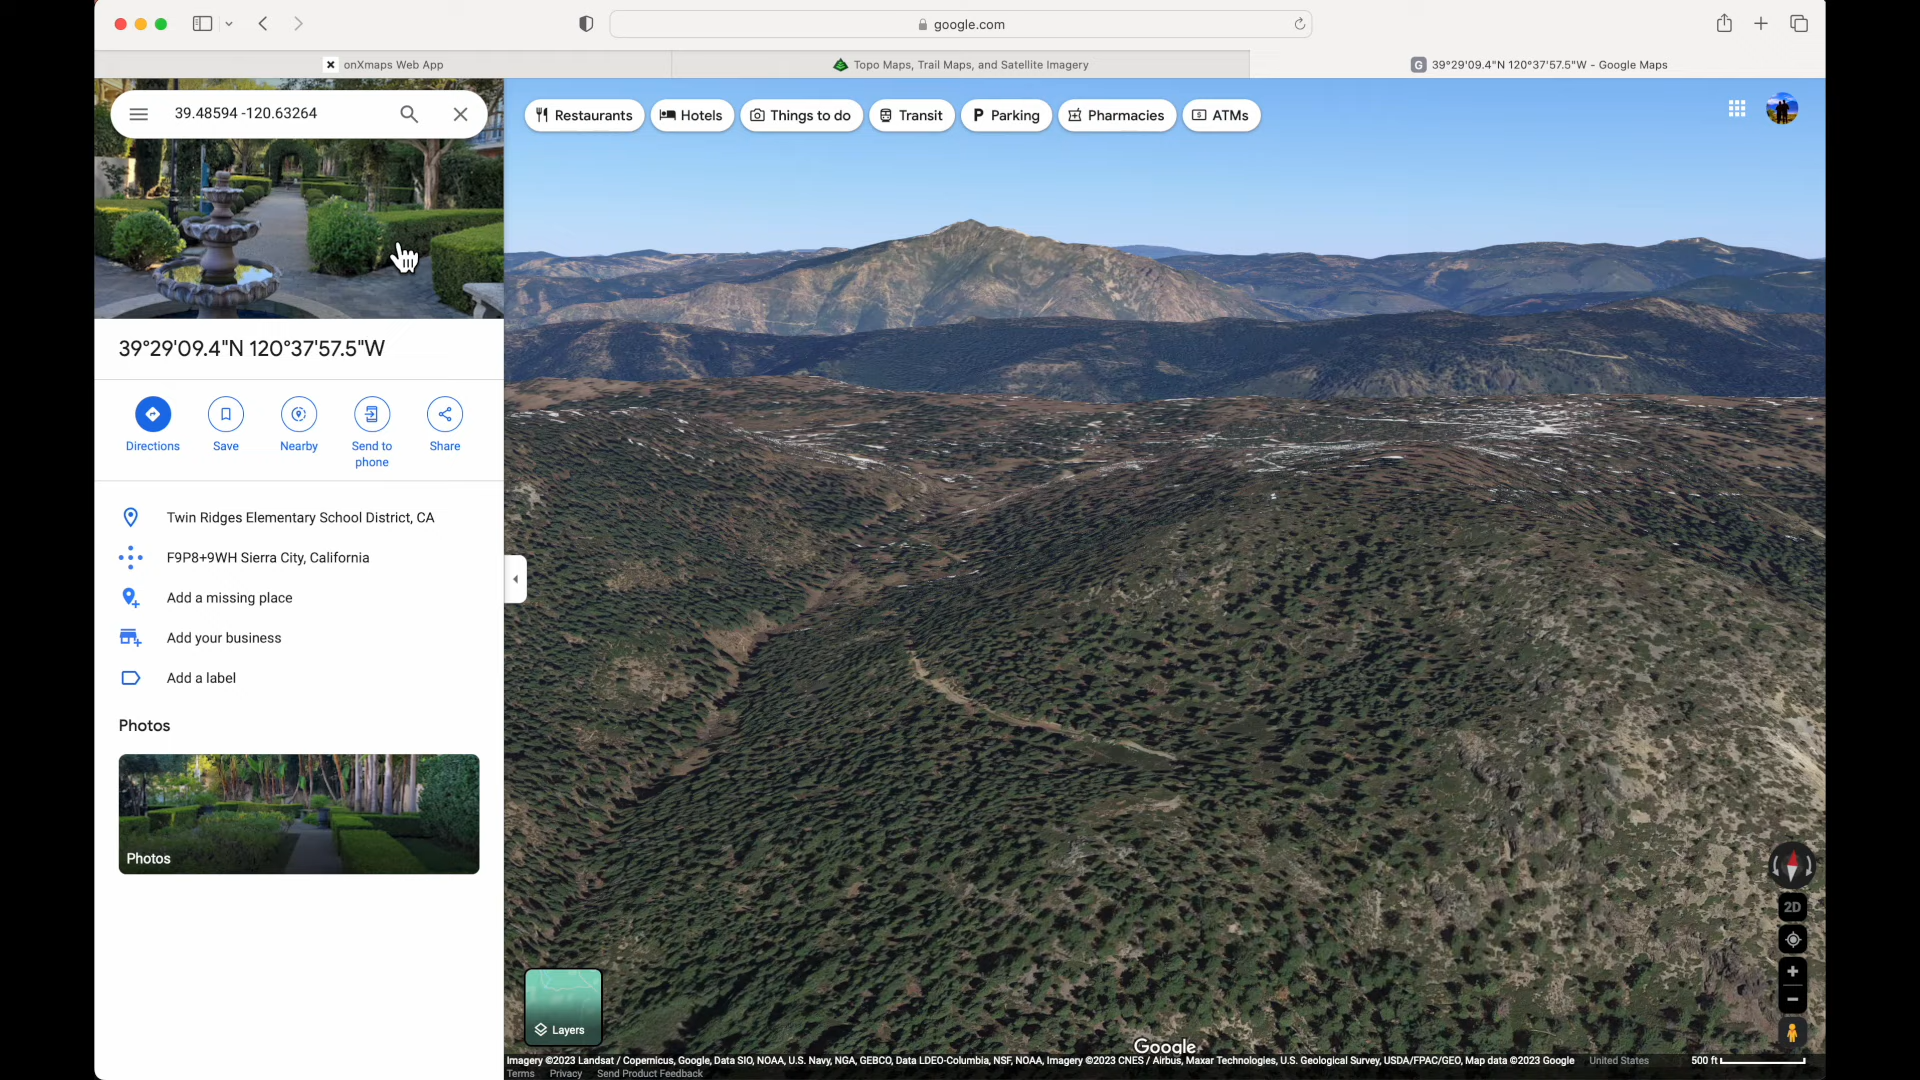 google.com
onXmaps Web App
Topo Maps, Trail Maps, and Satellite Imagery
G 39°29'09.4"N 120°37'57.5"W - Google Maps
39.48594 -120.63264
Restaurants
Hotels
Things to do
Transit
P Parking
Pharmacies
ATMs
39°29'09.4"N 120°37'57.5"W
Directions
Save
Nearby
Send to
phone
Share
Twin Ridges Elementary School District, CA
F9P8+9WH Sierra City, California
Add a missing place
Add your business
Add a label
Photos
Photos
2D
Layers
Google
Imagery ©2023 Landsat / Copernicus, Google, Data SIO, NOAA, U.S. Navy, NGA, GEBCO, Data LDEO-Columbia, NSF, NOAA, Imagery ©2023 CNES / Airbus, Maxar Technologies, U.S. Geological Survey, USDA/FPAC/GEO, Map data ©2023 Google
United States
500 ft
Terms
Privacy
Send Product Feedback